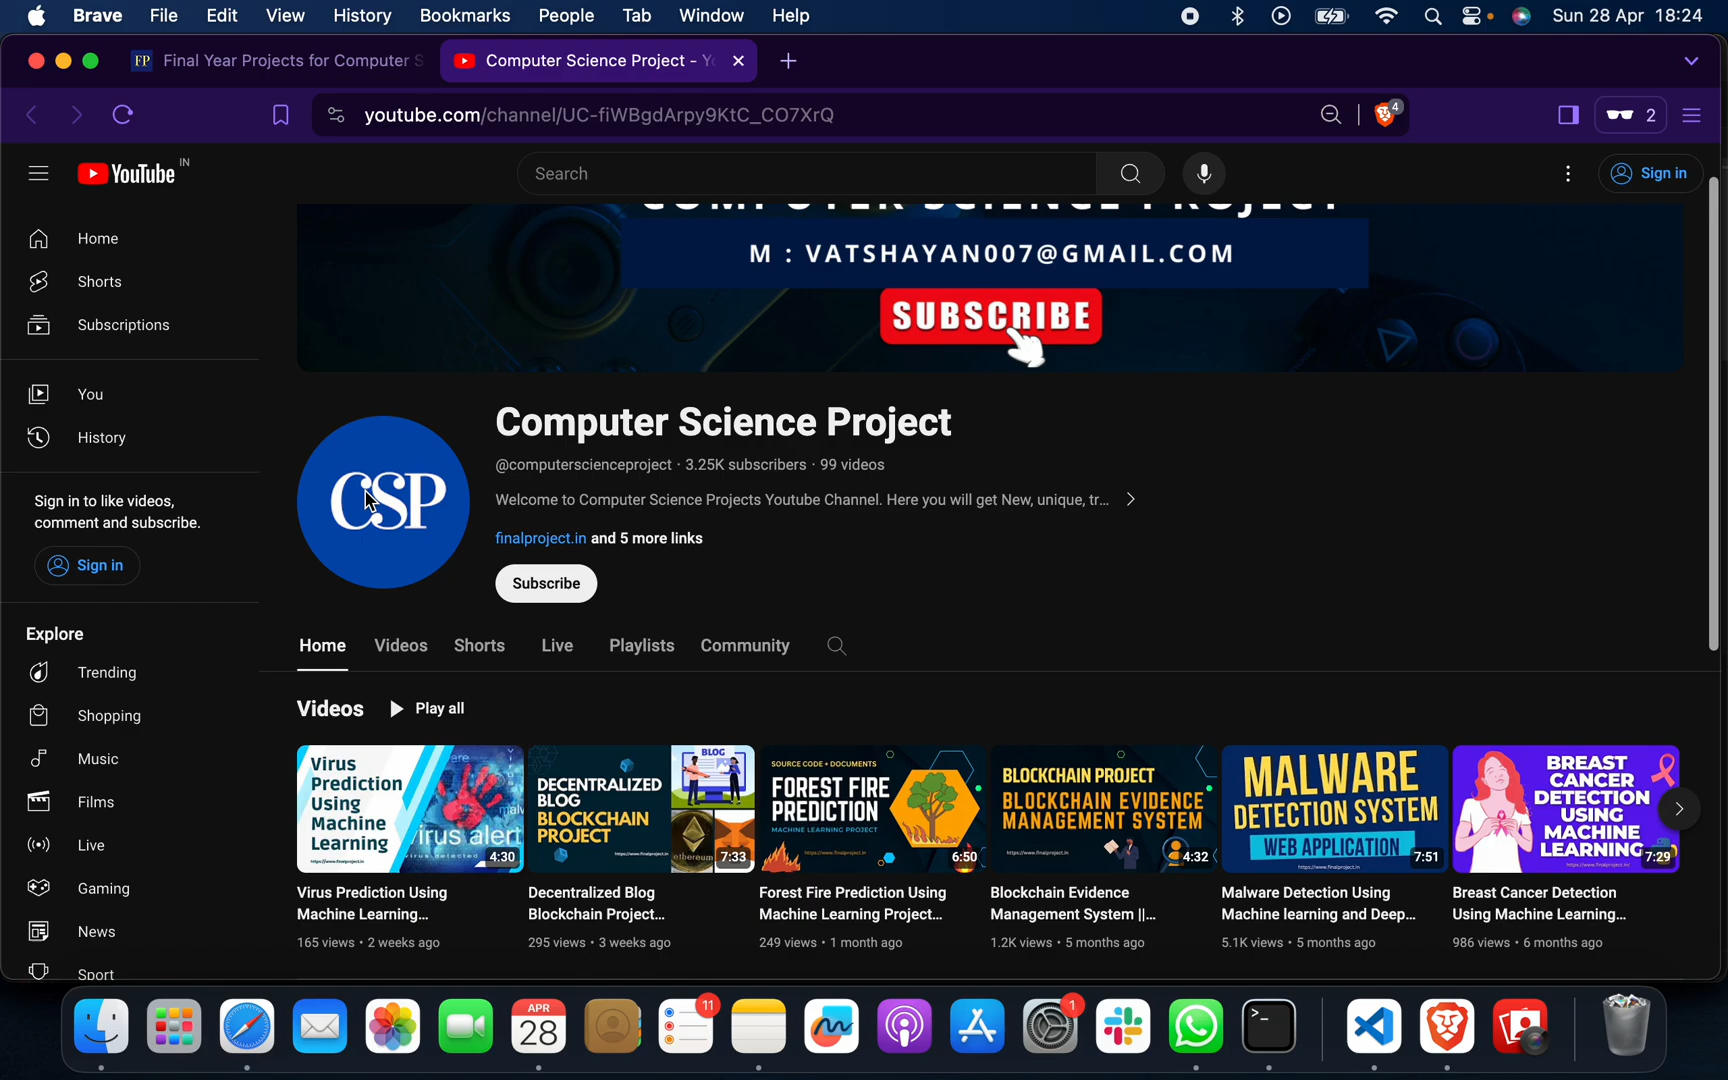 Brave File Edit View History Bookmarks People Tab Window Help Sun 28 Apr 18:24
FP Final Year Projects for Computer S Computer Science Project - Y
youtube.com/channel/UC-fiWBgdArpy9KtC_CO7XrQ 4 2
YouTube IN Search Sign in
Home
Shorts
Subscriptions
You
History
Sign in to like videos,
comment and subscribe.
Sign in
Explore
Trending
Shopping
Music
Films
Live
Gaming
News
Sport
COMPUTER SCIENCE PROJECT
M : VATSHAYAN007@GMAIL.COM
SUBSCRIBE
CSP
Computer Science Project
@computerscienceproject · 3.25K subscribers · 99 videos
Welcome to Computer Science Projects Youtube Channel. Here you will get New, unique, tr...
finalproject.in and 5 more links
Subscribe
Home Videos Shorts Live Playlists Community
Videos Play all
Virus
Prediction
Using
Machine
Learning
virus alert
4:30
Virus Prediction Using
Machine Learning...
165 views • 2 weeks ago
BLOG
DECENTRALIZED
BLOG
BLOCKCHAIN
PROJECT
ethereum
7:33
Decentralized Blog
Blockchain Project...
295 views • 3 weeks ago
SOURCE CODE + DOCUMENTS
FOREST FIRE
PREDICTION
MACHINE LEARNING PROJECT
6:50
Forest Fire Prediction Using
Machine Learning Project...
249 views • 1 month ago
BLOCKCHAIN PROJECT
BLOCKCHAIN EVIDENCE
MANAGEMENT SYSTEM
4:32
Blockchain Evidence
Management System ||...
1.2K views • 5 months ago
MALWARE
DETECTION SYSTEM
WEB APPLICATION
7:51
Malware Detection Using
Machine learning and Deep...
5.1K views • 5 months ago
BREAST
CANCER
DETECTION
USING
MACHINE
LEARNING
7:29
Breast Cancer Detection
Using Machine Learning...
986 views • 6 months ago
APR
28
11
1